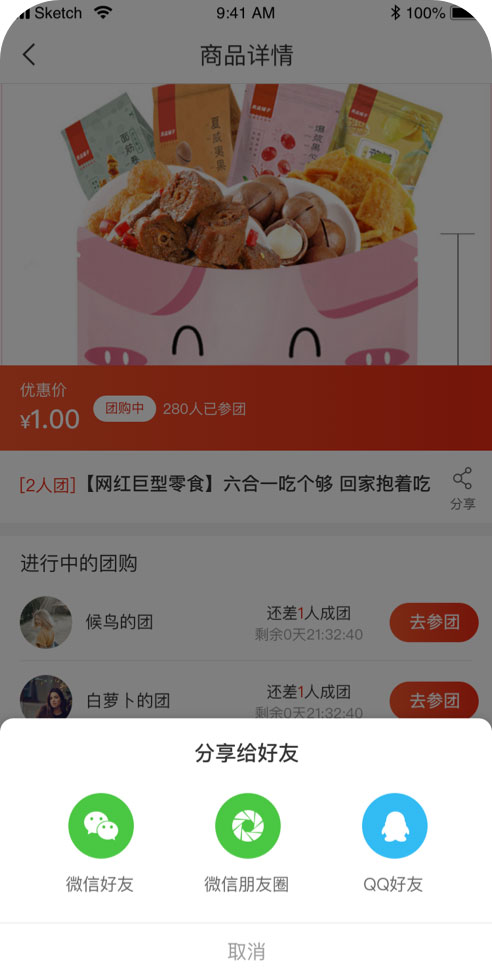 Sketch 9:41 AM 100%
商品详情
优惠价
¥1.00 团购中 280人已参团
[2人团]【网红巨型零食】六合一吃个够 回家抱着吃
分享
进行中的团购
候鸟的团 还差1人成团 去参团
剩余0天21:32:40
白萝卜的团 还差1人成团 去参团
剩余0天21:32:40
分享给好友
微信好友 微信朋友圈 QQ好友
取消